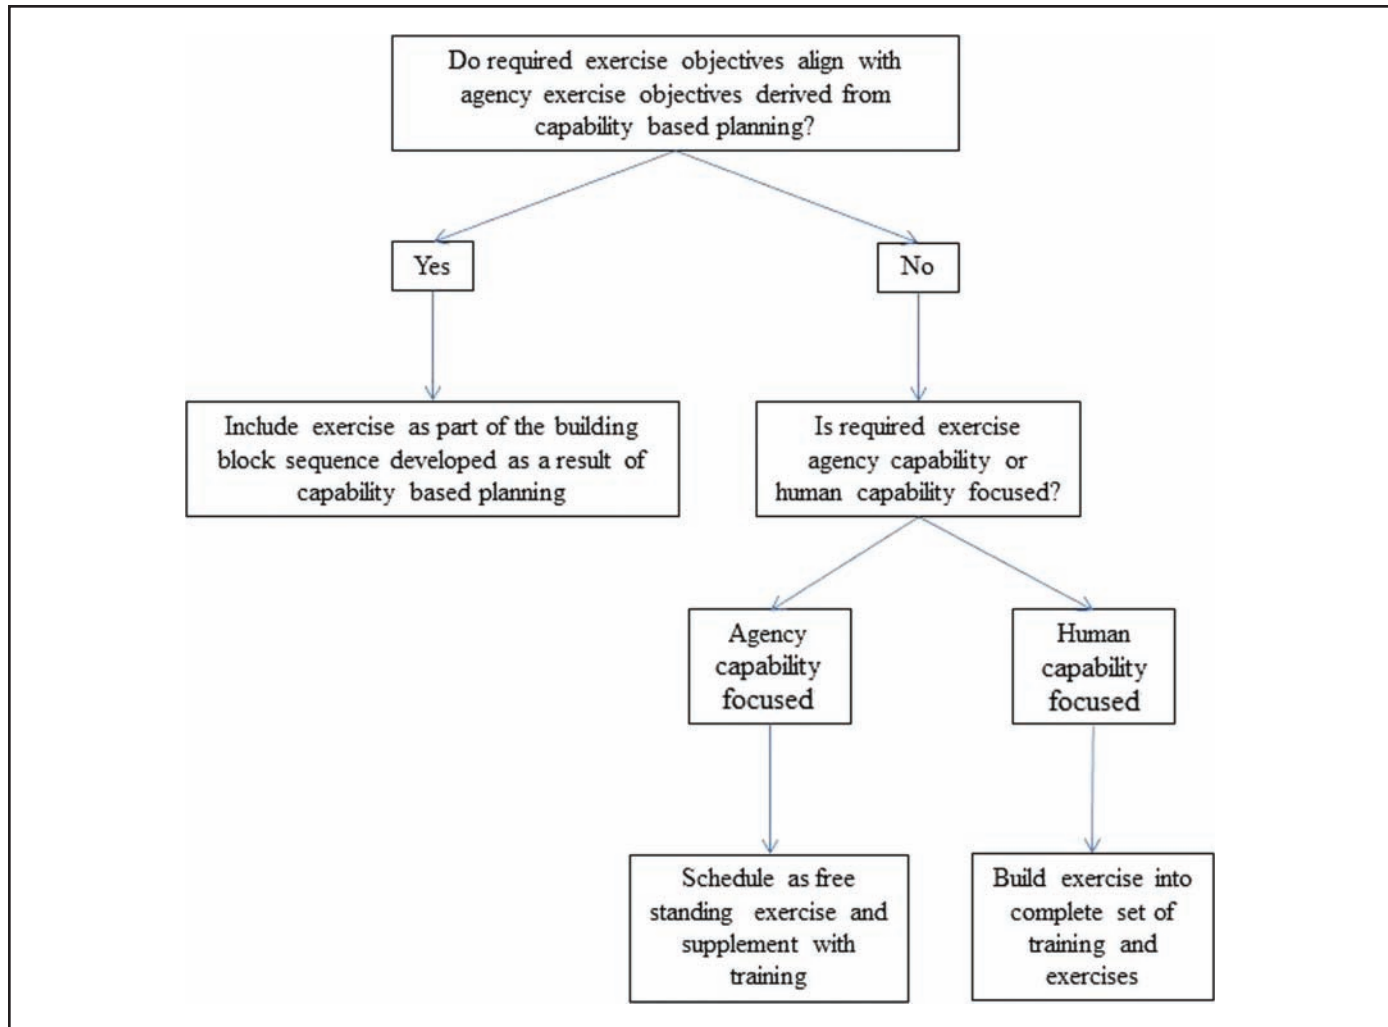 Do required exercise objectives align with
agency exercise objectives derived from
capability based planning?
Yes
No
Include exercise as part of the building
block sequence developed as a result of
capability based planning
Is required exercise
agency capability or
human capability focused?
Agency
capability
focused
Human
capability
focused
Schedule as free
standing exercise and
supplement with
training
Build exercise into
complete set of
training and
exercises